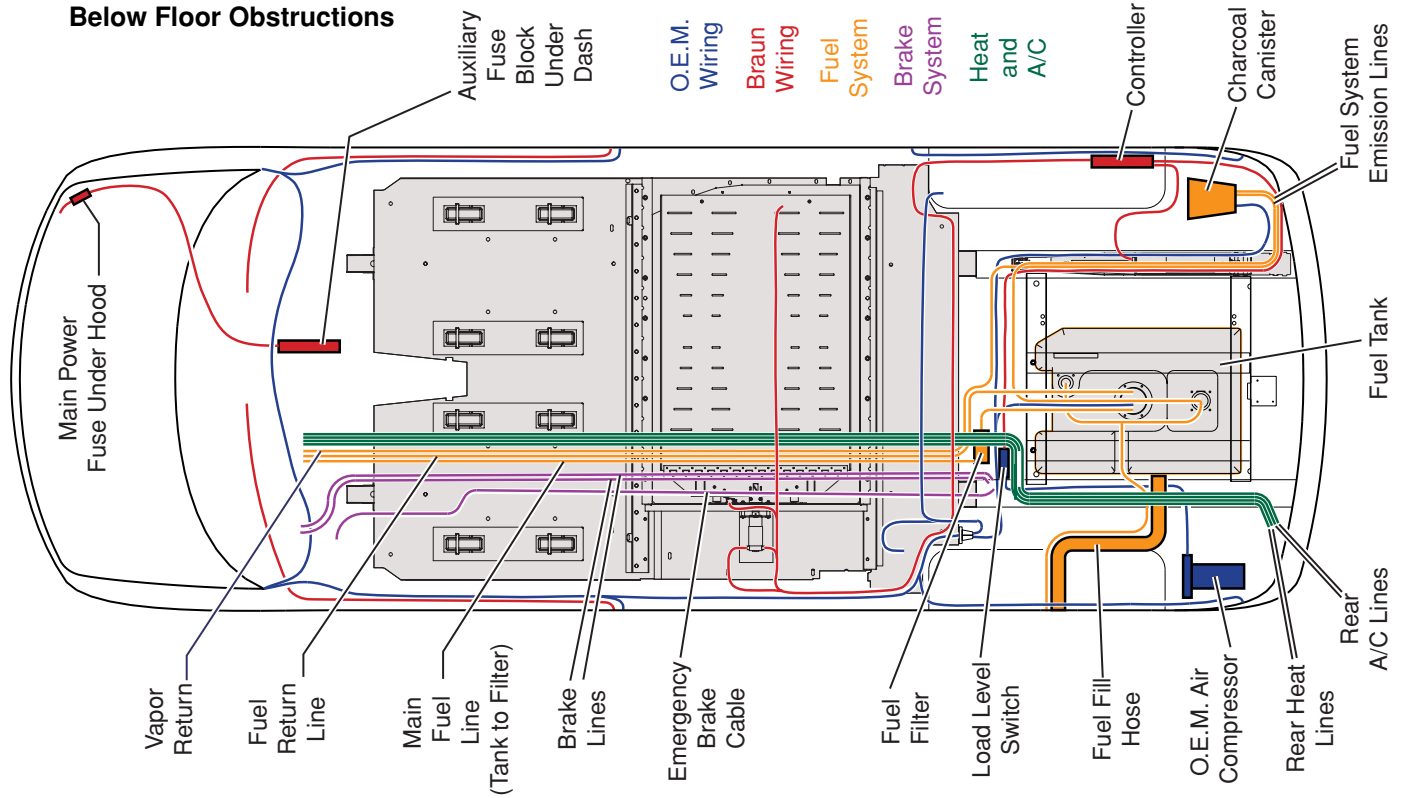 Below Floor Obstructions
Auxiliary
Fuse
Block
Under
Dash
O.E.M.
Wiring
Braun
Wiring
Fuel
System
Brake
System
Heat
and
A/C
Controller
Charcoal
Canister
Fuel System
Emission Lines
Main Power
Fuse Under Hood
Fuel Tank
Vapor
Return
Fuel
Return
Line
Main
Fuel
Line
(Tank to Filter)
Brake
Lines
Emergency
Brake
Cable
Fuel
Filter
Load Level
Switch
Fuel Fill
Hose
O.E.M. Air
Compressor
Rear Heat
Lines
Rear
A/C Lines